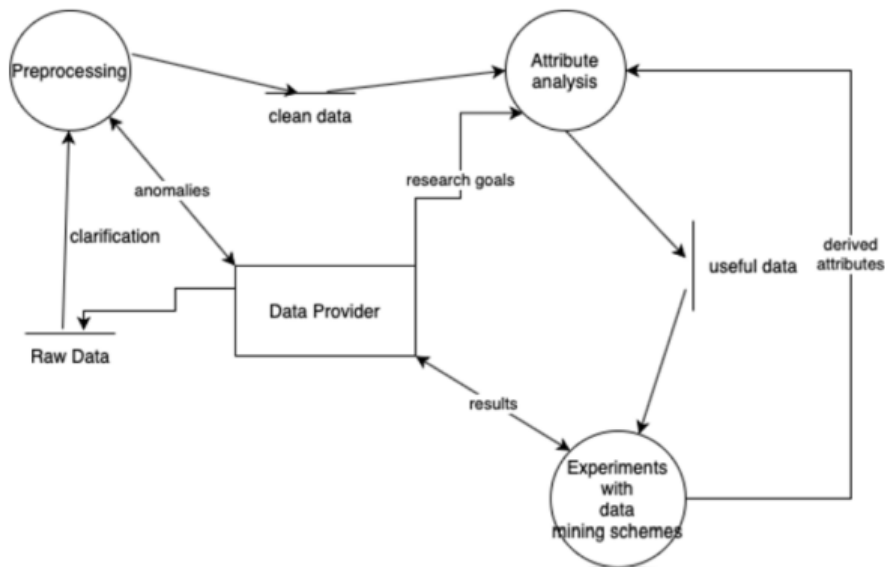 Preprocessing
Attribute
analysis
clean data
research goals
anomalies
clarification
derived
attributes
useful data
Data Provider
Raw Data
results
Experiments
with
data
mining schemes